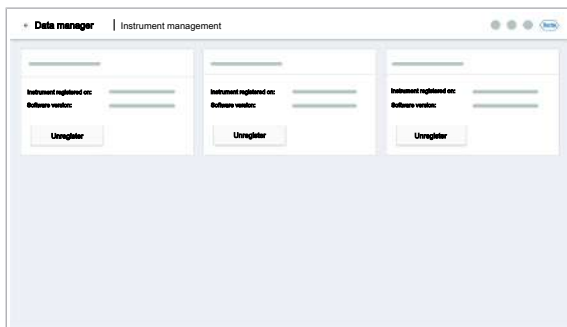 Data manager Instrument management
Instrument registered on:
Software version:
Unregister
Instrument registered on:
Software version:
Unregister
Instrument registered on:
Software version:
Unregister